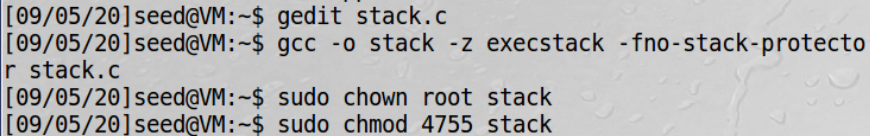 [09/05/20]seed@VM:~$ gedit stack.c
[09/05/20]seed@VM:~$ gcc -o stack -z execstack -fno-stack-protecto
r stack.c
[09/05/20]seed@VM:~$ sudo chown root stack
[09/05/20]seed@VM:~$ sudo chmod 4755 stack